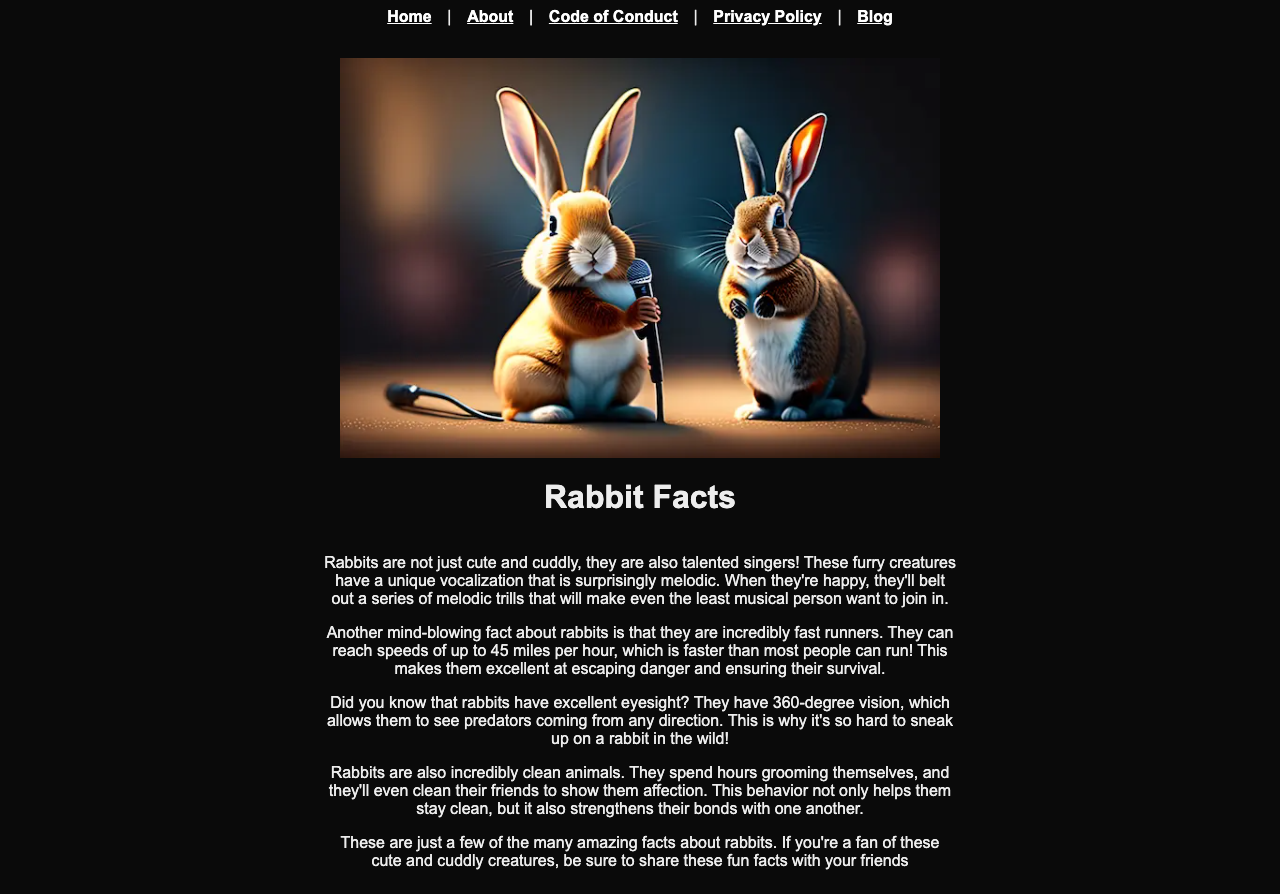 Home | About | Code of Conduct | Privacy Policy | Blog
Rabbit Facts
Rabbits are not just cute and cuddly, they are also talented singers! These furry creatures
have a unique vocalization that is surprisingly melodic. When they're happy, they'll belt
out a series of melodic trills that will make even the least musical person want to join in.
Another mind-blowing fact about rabbits is that they are incredibly fast runners. They can
reach speeds of up to 45 miles per hour, which is faster than most people can run! This
makes them excellent at escaping danger and ensuring their survival.
Did you know that rabbits have excellent eyesight? They have 360-degree vision, which
allows them to see predators coming from any direction. This is why it's so hard to sneak
up on a rabbit in the wild!
Rabbits are also incredibly clean animals. They spend hours grooming themselves, and
they'll even clean their friends to show them affection. This behavior not only helps them
stay clean, but it also strengthens their bonds with one another.
These are just a few of the many amazing facts about rabbits. If you're a fan of these
cute and cuddly creatures, be sure to share these fun facts with your friends